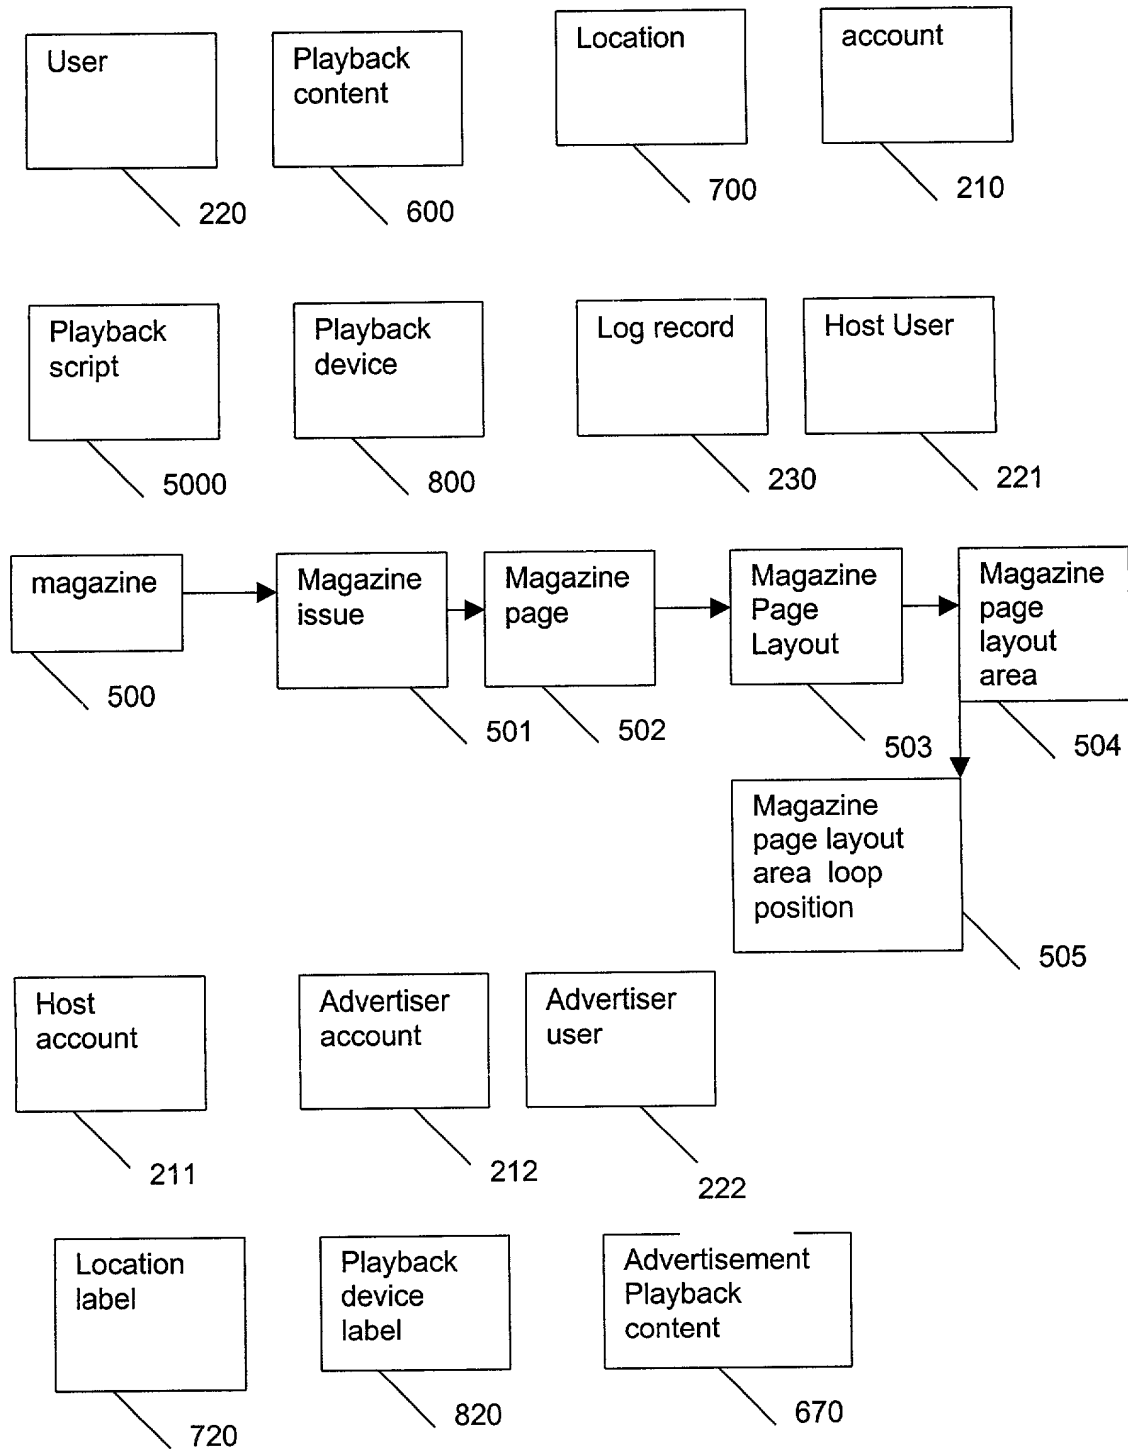 User
220
Playback
content
600
Location
700
account
210
Playback
script
5000
Playback
device
800
Log record
230
Host User
221
magazine
500
Magazine
issue
501
Magazine
page
502
Magazine
Page
Layout
503
Magazine
page
layout
area
504
Magazine
page layout
area loop
position
505
Host
account
211
Advertiser
account
212
Advertiser
user
222
Location
label
720
Playback
device
label
820
Advertisement
Playback
content
670